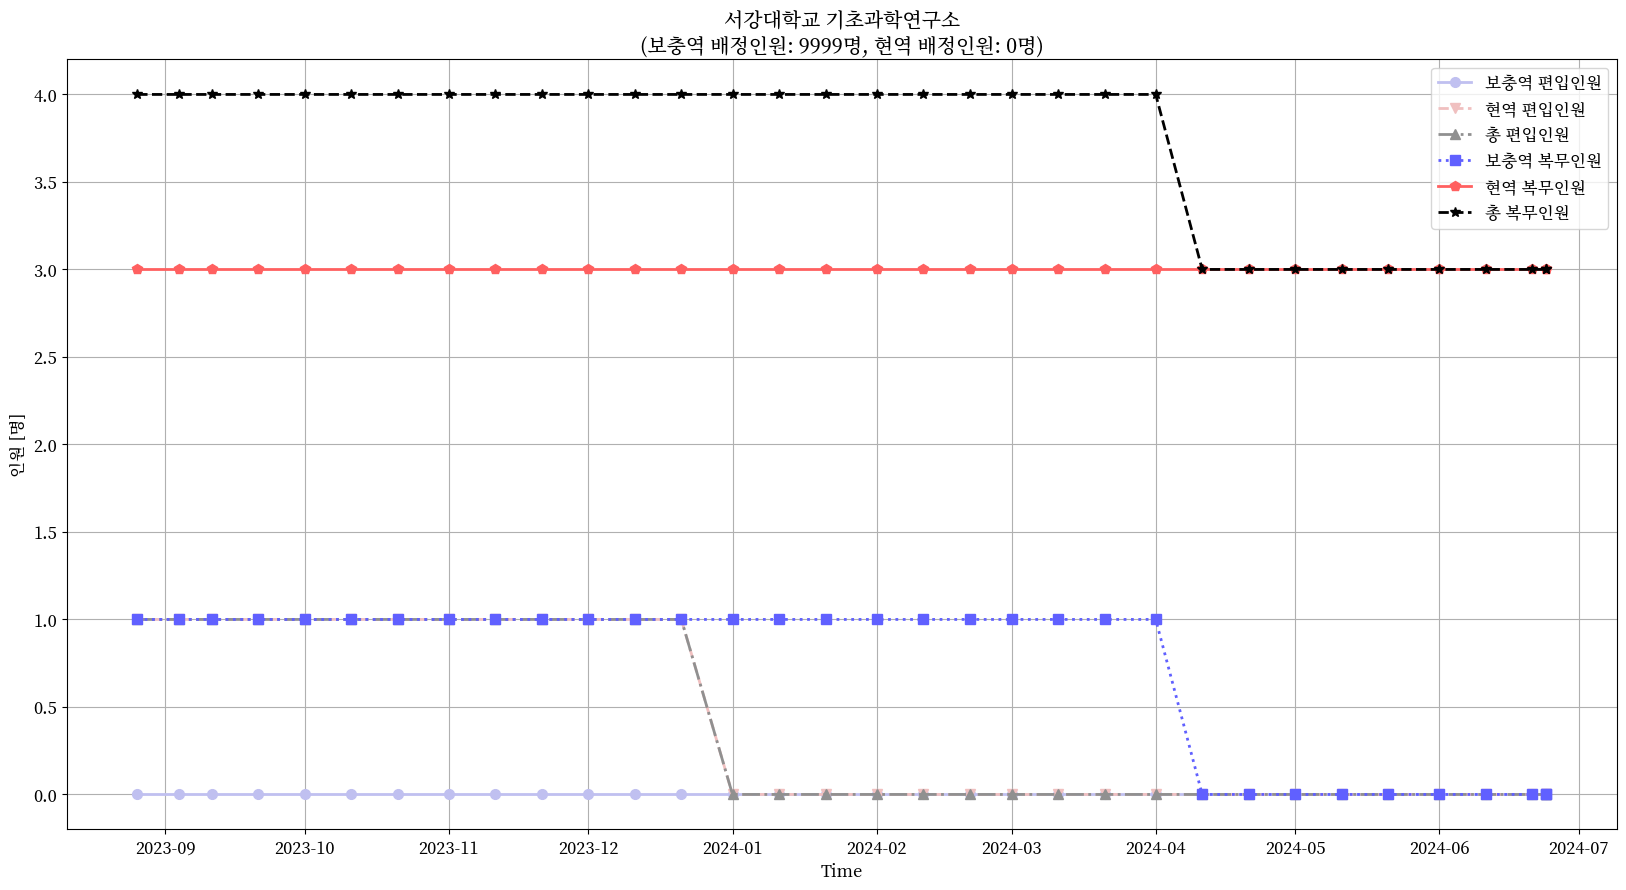 서강대학교 기초과학연구소
(보충역 배정인원: 9999명, 현역 배정인원: 0명)
보충역 편입인원
현역 편입인원
총 편입인원
보충역 복무인원
현역 복무인원
총 복무인원
4.0
3.5
3.0
2.5
2.0
1.5
1.0
0.5
0.0
인원 [명]
2023-09 2023-10 2023-11 2023-12 2024-01 2024-02 2024-03 2024-04 2024-05 2024-06 2024-07
Time